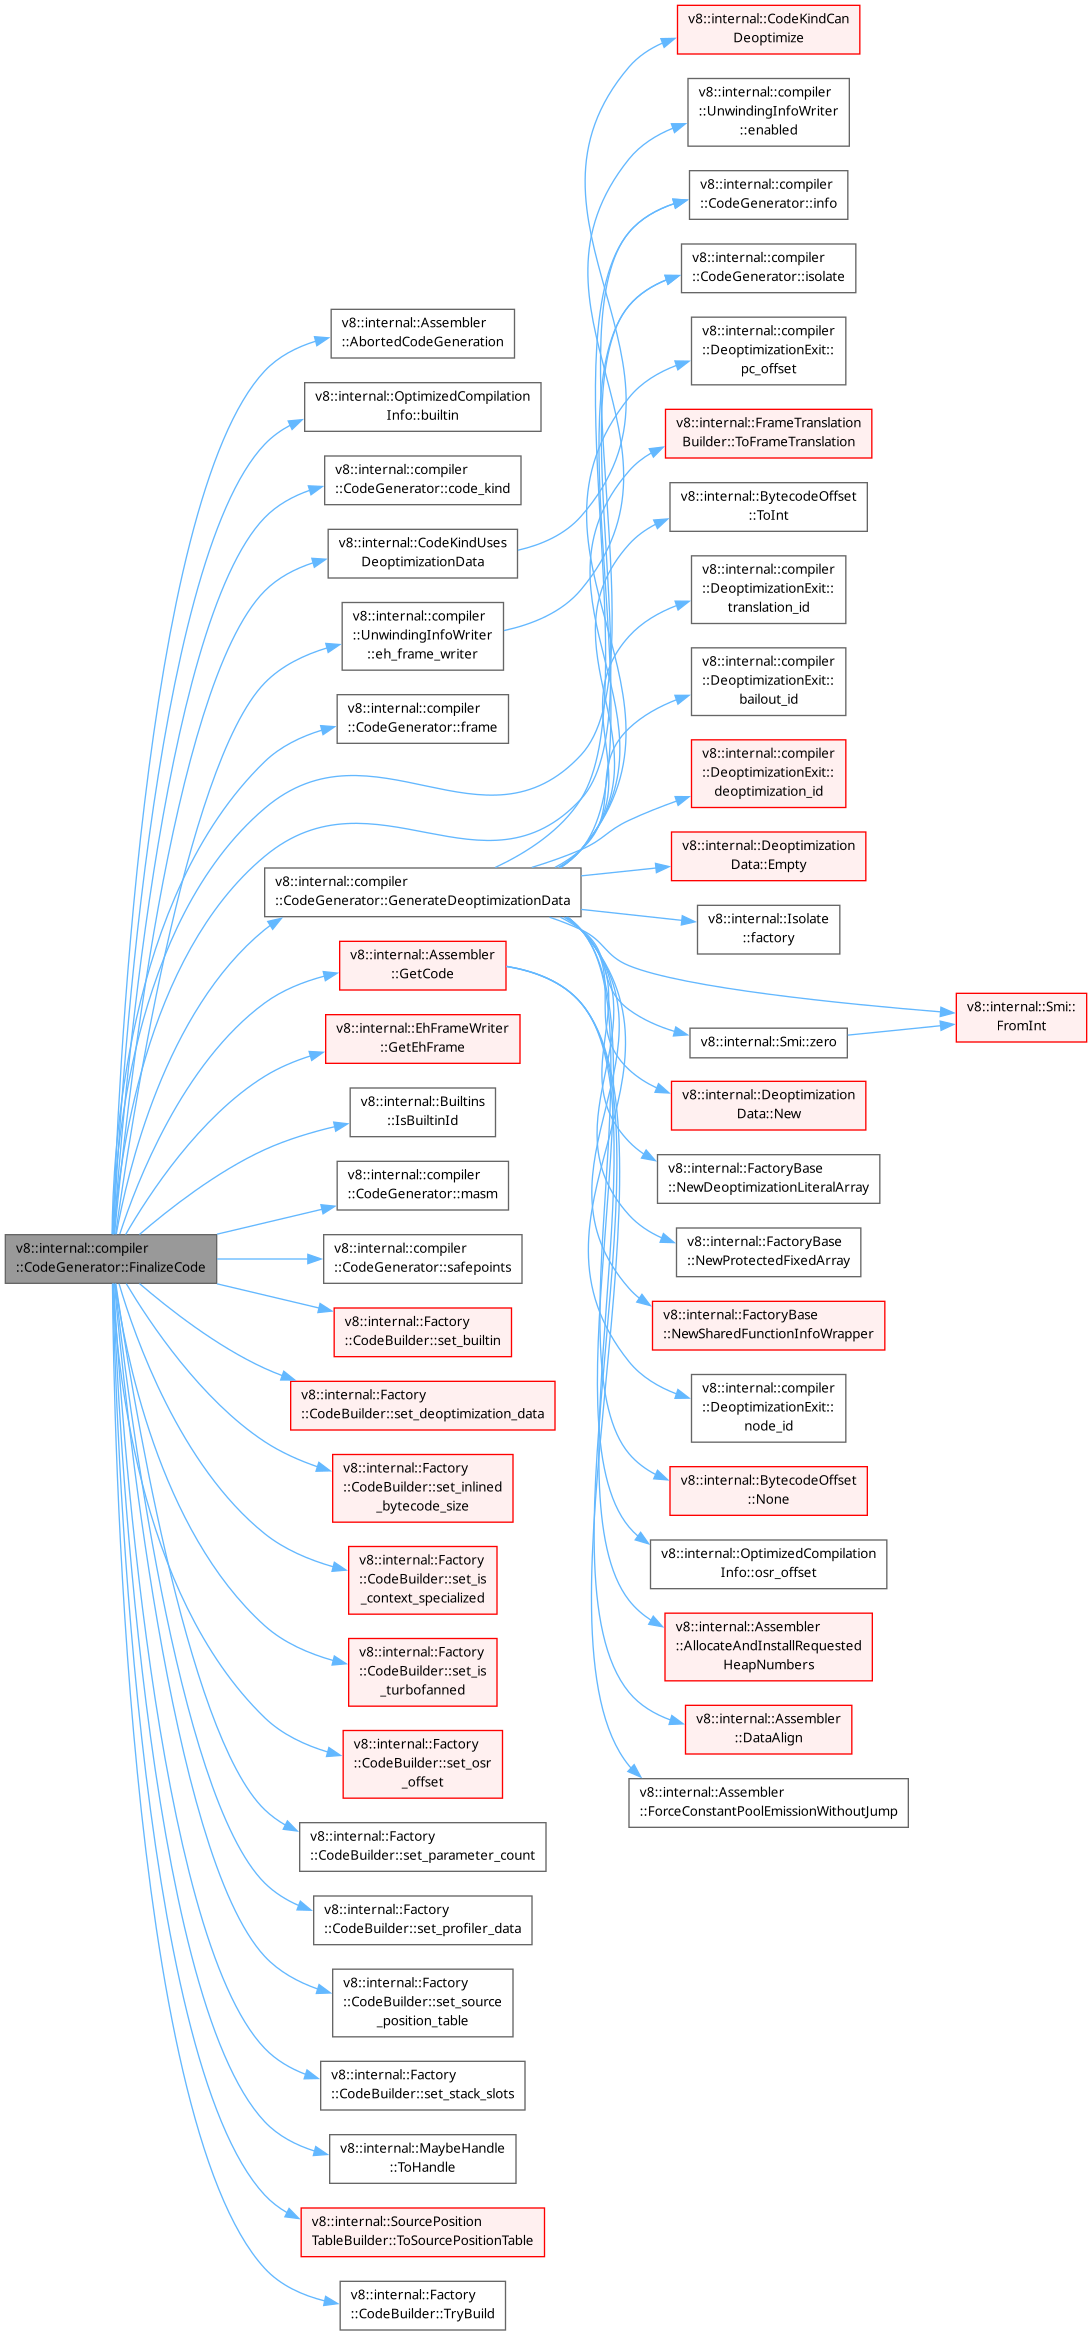 v8::internal::compiler
::CodeGenerator::FinalizeCode
v8::internal::Assembler
::AbortedCodeGeneration
v8::internal::OptimizedCompilation
Info::builtin
v8::internal::compiler
::CodeGenerator::code_kind
v8::internal::CodeKindUses
DeoptimizationData
v8::internal::compiler
::UnwindingInfoWriter
::eh_frame_writer
v8::internal::compiler
::CodeGenerator::frame
v8::internal::compiler
::CodeGenerator::GenerateDeoptimizationData
v8::internal::Assembler
::GetCode
v8::internal::EhFrameWriter
::GetEhFrame
v8::internal::Builtins
::IsBuiltinId
v8::internal::compiler
::CodeGenerator::masm
v8::internal::compiler
::CodeGenerator::safepoints
v8::internal::Factory
::CodeBuilder::set_builtin
v8::internal::Factory
::CodeBuilder::set_deoptimization_data
v8::internal::Factory
::CodeBuilder::set_inlined
_bytecode_size
v8::internal::Factory
::CodeBuilder::set_is
_context_specialized
v8::internal::Factory
::CodeBuilder::set_is
_turbofanned
v8::internal::Factory
::CodeBuilder::set_osr
_offset
v8::internal::Factory
::CodeBuilder::set_parameter_count
v8::internal::Factory
::CodeBuilder::set_profiler_data
v8::internal::Factory
::CodeBuilder::set_source
_position_table
v8::internal::Factory
::CodeBuilder::set_stack_slots
v8::internal::MaybeHandle
::ToHandle
v8::internal::SourcePosition
TableBuilder::ToSourcePositionTable
v8::internal::Factory
::CodeBuilder::TryBuild
v8::internal::CodeKindCan
Deoptimize
v8::internal::compiler
::UnwindingInfoWriter
::enabled
v8::internal::compiler
::CodeGenerator::info
v8::internal::compiler
::CodeGenerator::isolate
v8::internal::compiler
::DeoptimizationExit::
pc_offset
v8::internal::FrameTranslation
Builder::ToFrameTranslation
v8::internal::BytecodeOffset
::ToInt
v8::internal::compiler
::DeoptimizationExit::
translation_id
v8::internal::compiler
::DeoptimizationExit::
bailout_id
v8::internal::compiler
::DeoptimizationExit::
deoptimization_id
v8::internal::Deoptimization
Data::Empty
v8::internal::Isolate
::factory
v8::internal::Smi::zero
v8::internal::Deoptimization
Data::New
v8::internal::FactoryBase
::NewDeoptimizationLiteralArray
v8::internal::FactoryBase
::NewProtectedFixedArray
v8::internal::FactoryBase
::NewSharedFunctionInfoWrapper
v8::internal::compiler
::DeoptimizationExit::
node_id
v8::internal::BytecodeOffset
::None
v8::internal::OptimizedCompilation
Info::osr_offset
v8::internal::Assembler
::AllocateAndInstallRequested
HeapNumbers
v8::internal::Assembler
::DataAlign
v8::internal::Assembler
::ForceConstantPoolEmissionWithoutJump
v8::internal::Smi::
FromInt